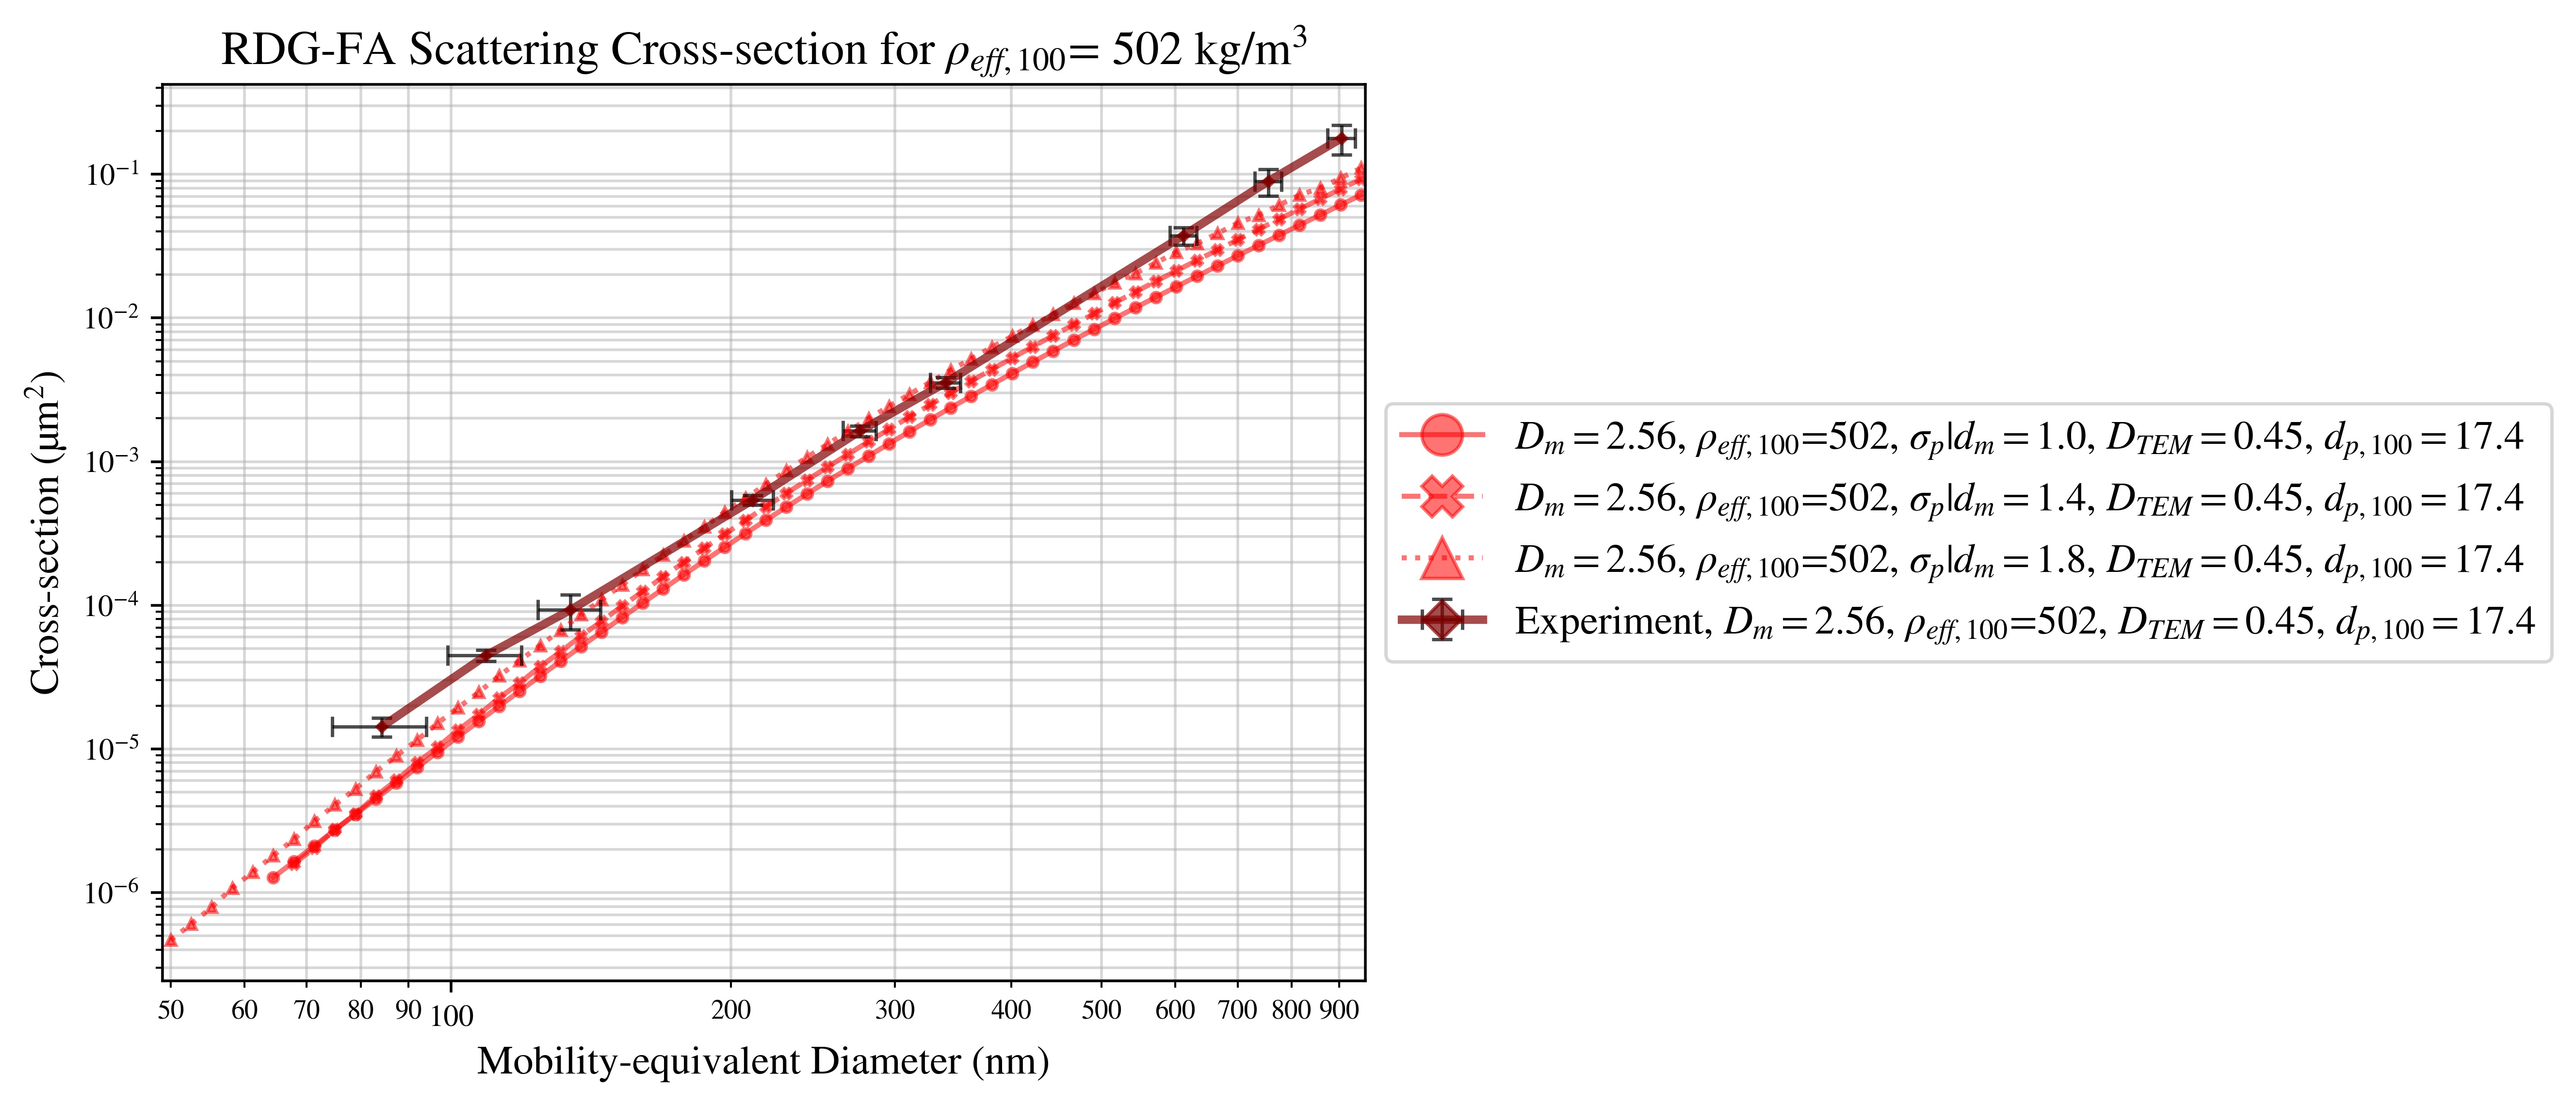 RDG-FA Scattering Cross-section for ρeff,100= 502 kg/m³
Cross-section (μm²)
10⁻¹
10⁻²
10⁻³
10⁻⁴
10⁻⁵
10⁻⁶
50 60 70 80 90 100 200 300 400 500 600 700 800 900
Mobility-equivalent Diameter (nm)
Dm = 2.56, ρeff,100=502, σp|dm = 1.0, DTEM = 0.45, dp,100 = 17.4
Dm = 2.56, ρeff,100=502, σp|dm = 1.4, DTEM = 0.45, dp,100 = 17.4
Dm = 2.56, ρeff,100=502, σp|dm = 1.8, DTEM = 0.45, dp,100 = 17.4
Experiment, Dm = 2.56, ρeff,100=502, DTEM = 0.45, dp,100 = 17.4